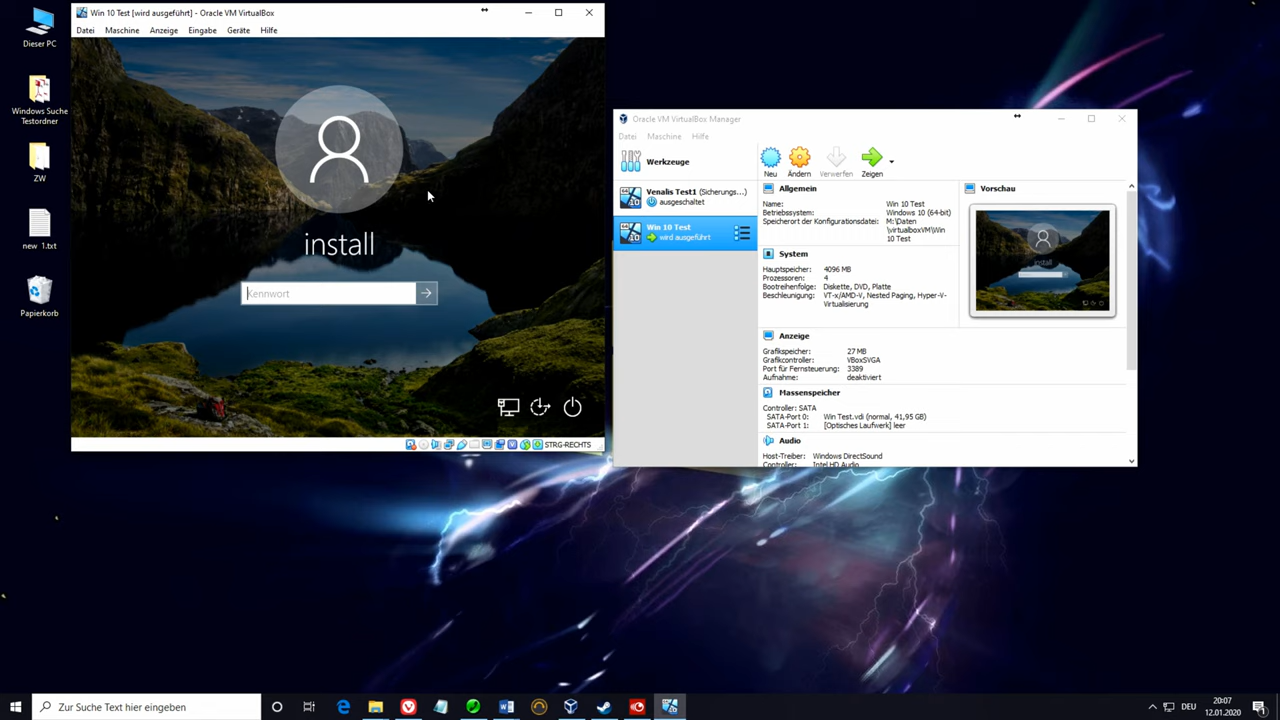 Dieser PC
Windows Suche
Testordner
ZW
new 1.txt
Papierkorb
Win 10 Test [wird ausgeführt] - Oracle VM VirtualBox
Datei Maschine Anzeige Eingabe Geräte Hilfe
install
Kennwort
STRG-RECHTS
Oracle VM VirtualBox Manager
Datei Maschine Hilfe
Werkzeuge
Neu Ändern Verwerfen Zeigen
Venalis Test1 (Sicherungs...)
ausgeschaltet
Win 10 Test
wird ausgeführt
Allgemein
Name: Win 10 Test
Betriebssystem: Windows 10 (64-bit)
Speicherort der Konfigurationsdatei: M:\Daten
\virtualboxVM\Win
10 Test
System
Hauptspeicher: 4096 MB
Prozessoren: 4
Bootreihenfolge: Diskette, DVD, Platte
Beschleunigung: VT-x/AMD-V, Nested Paging, Hyper-V-
Virtualisierung
Vorschau
install
Anzeige
Grafikspeicher: 27 MB
Grafikcontroller: VBoxSVGA
Port für Fernsteuerung: 3389
Aufnahme: deaktiviert
Massenspeicher
Controller: SATA
SATA-Port 0: Win Test.vdi (normal, 41,95 GB)
SATA-Port 1: [Optisches Laufwerk] leer
Audio
Host-Treiber: Windows DirectSound
Controller: Intel HD Audio
Zur Suche Text hier eingeben
DEU
20:07
12.01.2020